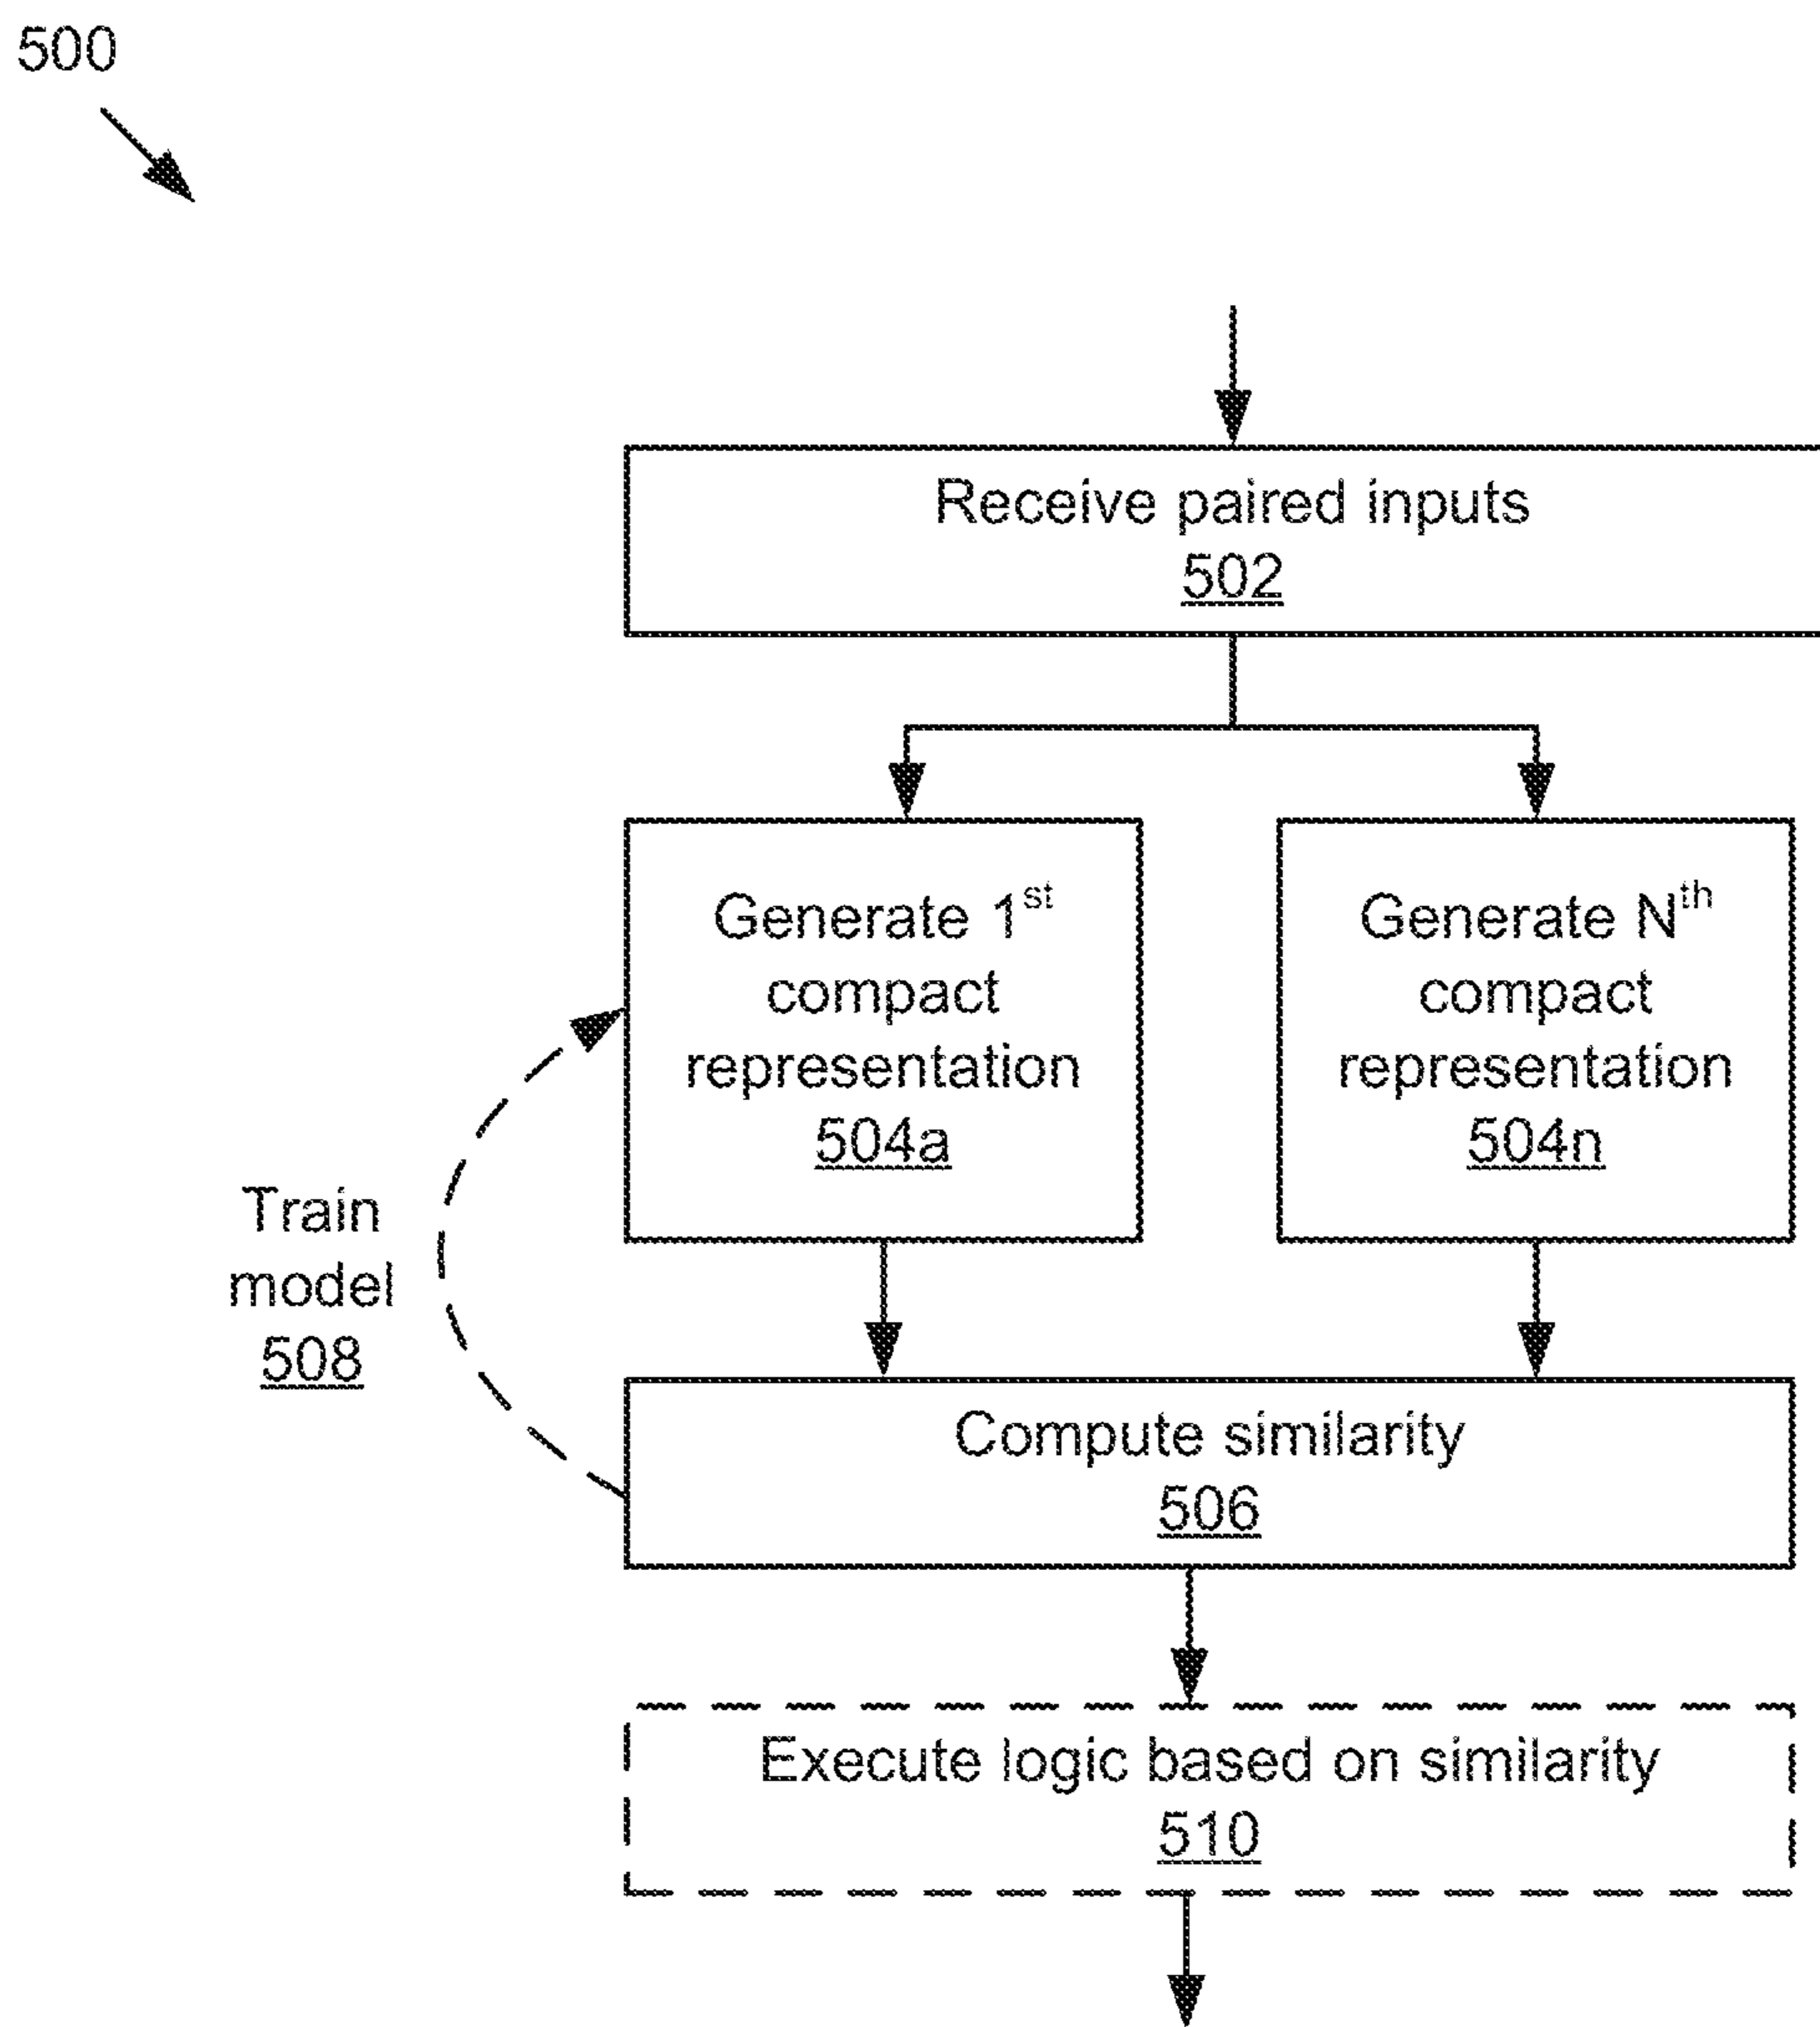 500
Receive paired inputs
502
Generate 1st
compact
representation
504a
Generate Nth
compact
representation
504n
Train
model
508
Compute similarity
506
Execute logic based on similarity
510